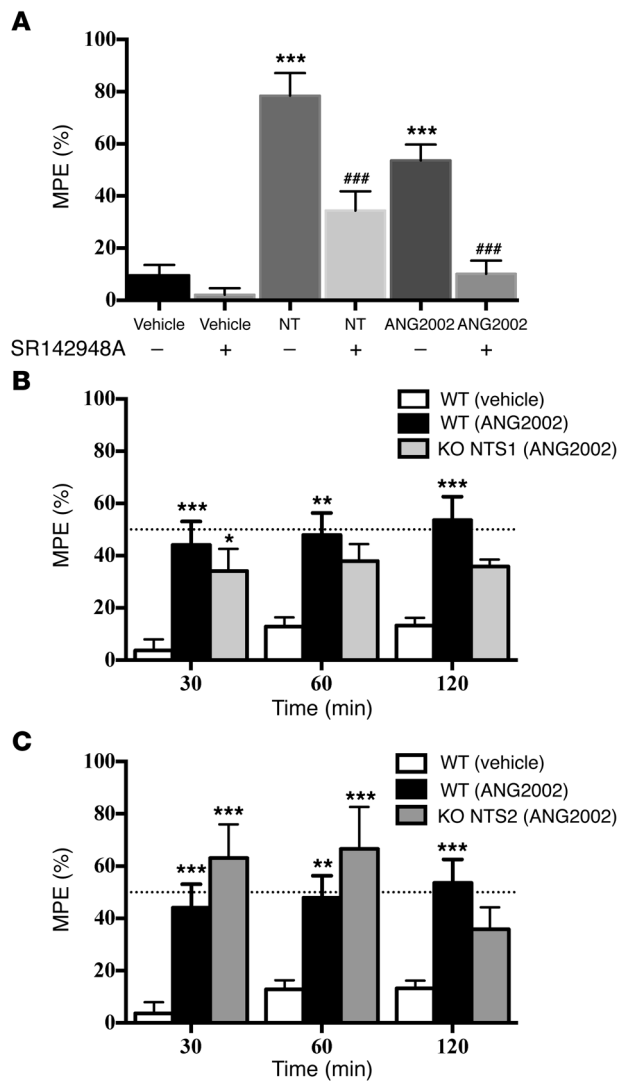 A
100
***
80
***
60
MPE (%)
###
40
###
20
0
Vehicle Vehicle NT NT ANG2002 ANG2002
SR142948A − + − + − +
B
100
WT (vehicle)
WT (ANG2002)
80
KO NTS1 (ANG2002)
MPE (%)
60
*** ** ***
*
40
20
0
30 60 120
Time (min)
C
100
WT (vehicle)
WT (ANG2002)
80
KO NTS2 (ANG2002)
*** ***
MPE (%)
60
*** ** ***
40
20
0
30 60 120
Time (min)